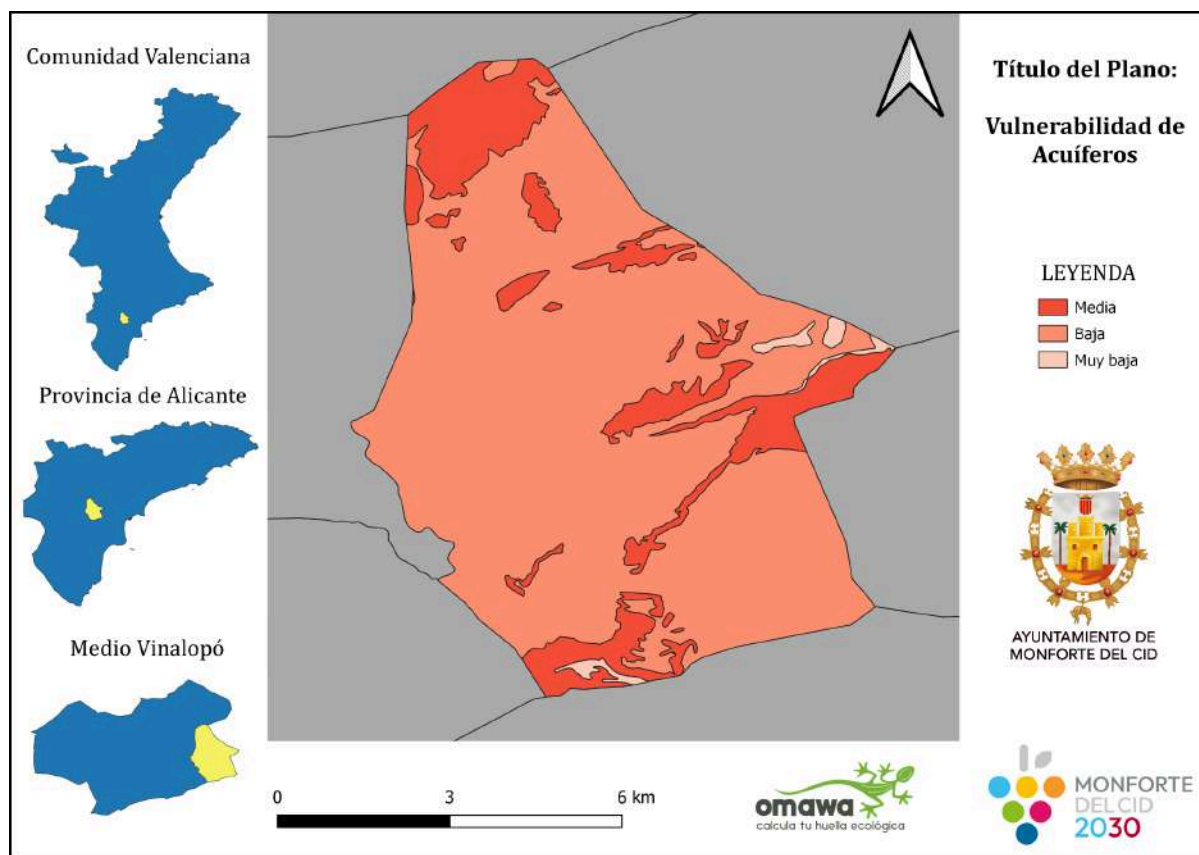 Comunidad Valenciana
Provincia de Alicante
Medio Vinalopó
0 3 6 km
omawa
calcula tu huella ecológica
Título del Plano:
Vulnerabilidad de
Acuíferos
LEYENDA
Media
Baja
Muy baja
AYUNTAMIENTO DE
MONFORTE DEL CID
MONFORTE
DEL CID
2030